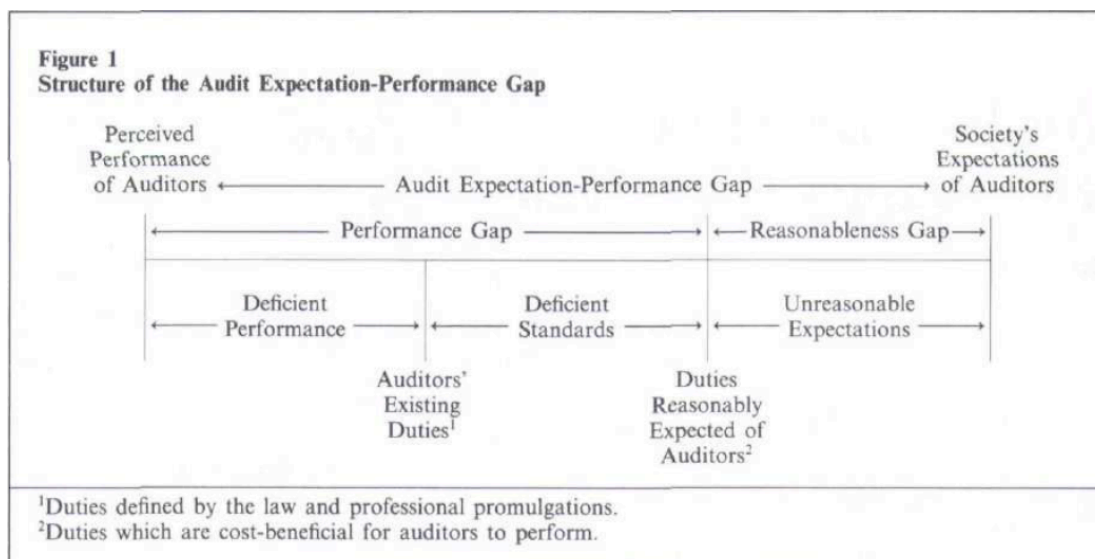 Figure 1
Structure of the Audit Expectation-Performance Gap
Perceived
Performance
of Auditors
Audit Expectation-Performance Gap
Society's
Expectations
of Auditors
Performance Gap
Reasonableness Gap
Deficient
Performance
Deficient
Standards
Unreasonable
Expectations
Auditors'
Existing
Duties¹
Duties
Reasonably
Expected of
Auditors²
¹Duties defined by the law and professional promulgations.
²Duties which are cost-beneficial for auditors to perform.